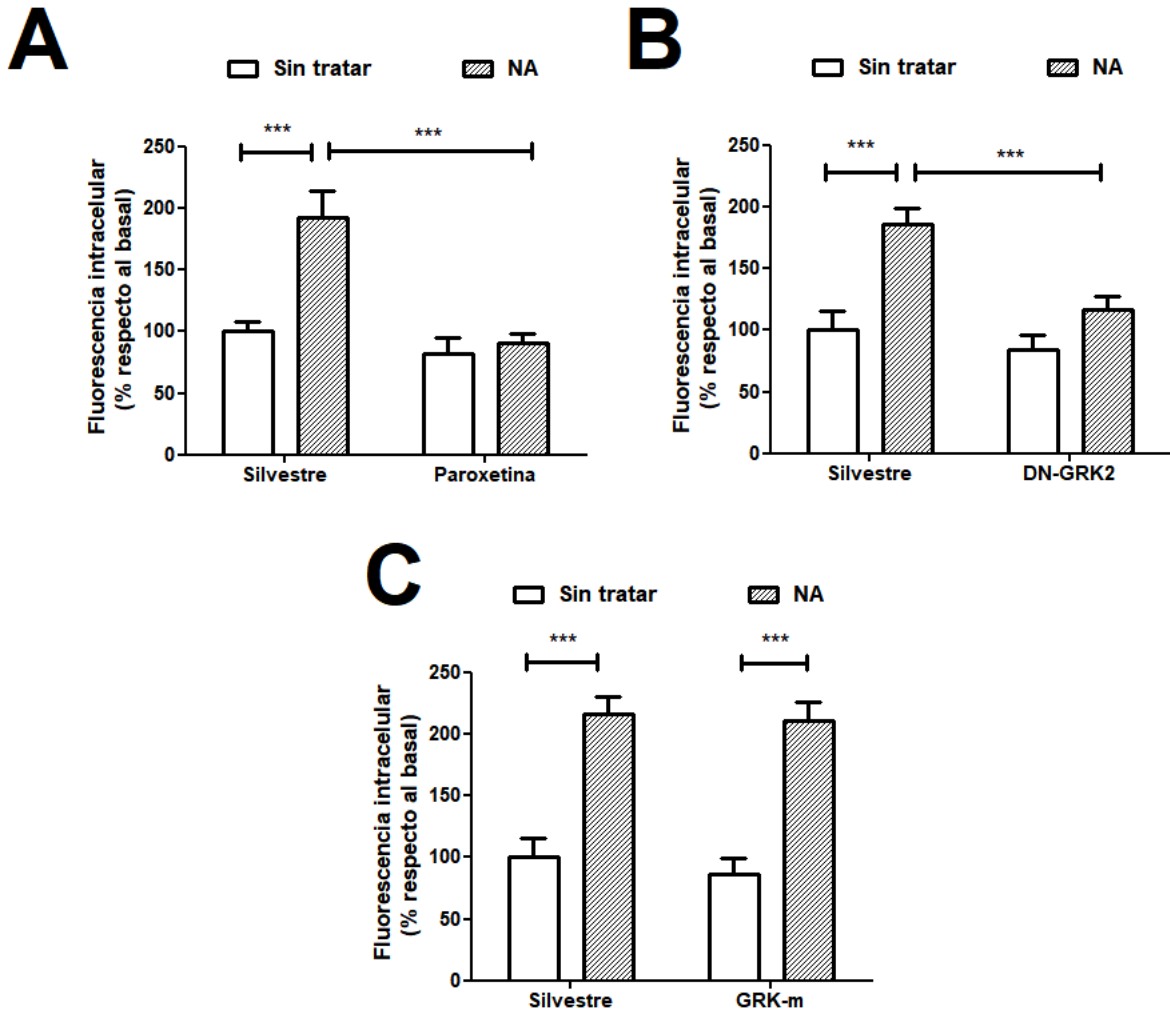 A
Sin tratar NA
Fluorescencia intracelular
(% respecto al basal)
250
200
150
100
50
0
*** ***
Silvestre Paroxetina
B
Sin tratar NA
Fluorescencia intracelular
(% respecto al basal)
250
200
150
100
50
0
*** ***
Silvestre DN-GRK2
C
Sin tratar NA
Fluorescencia intracelular
(% respecto al basal)
250
200
150
100
50
0
*** ***
Silvestre GRK-m